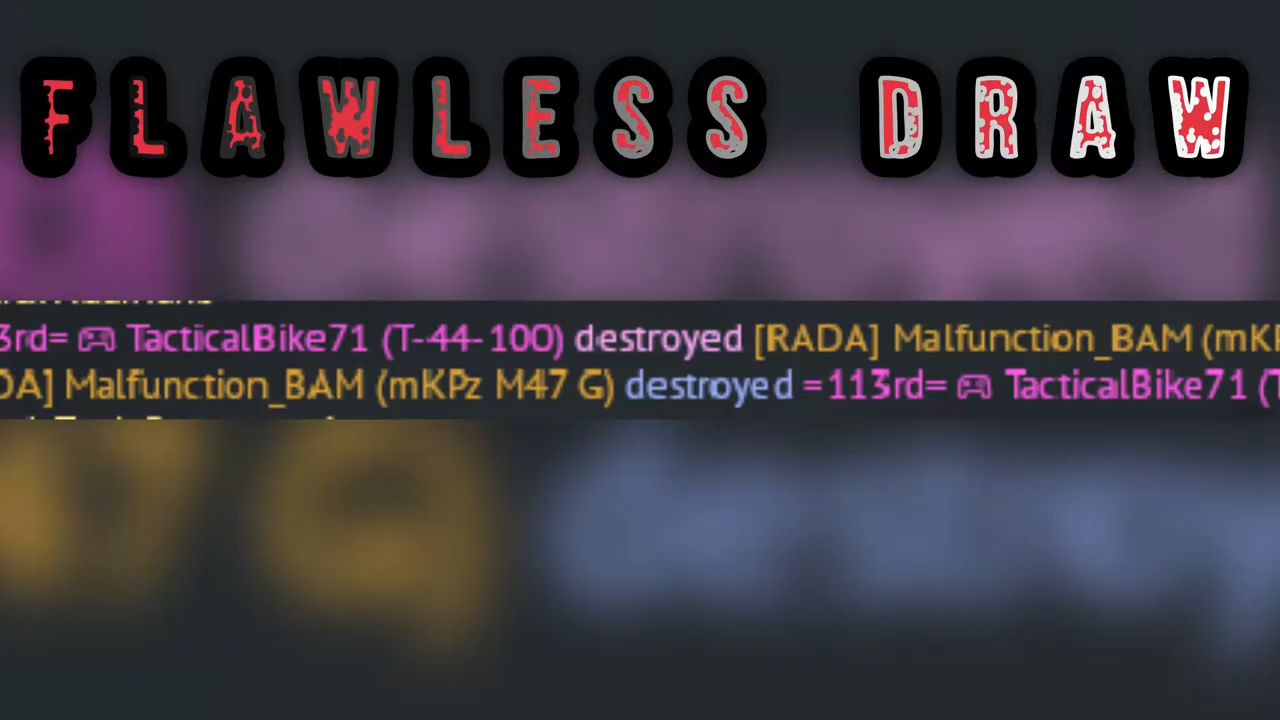 FLAWLESS DRAW
3rd= TacticalBike71 (T-44-100) destroyed [RADA] Malfunction_BAM (mKP
DA] Malfunction_BAM (mKPz M47 G) destroyed =113rd= TacticalBike71 (T